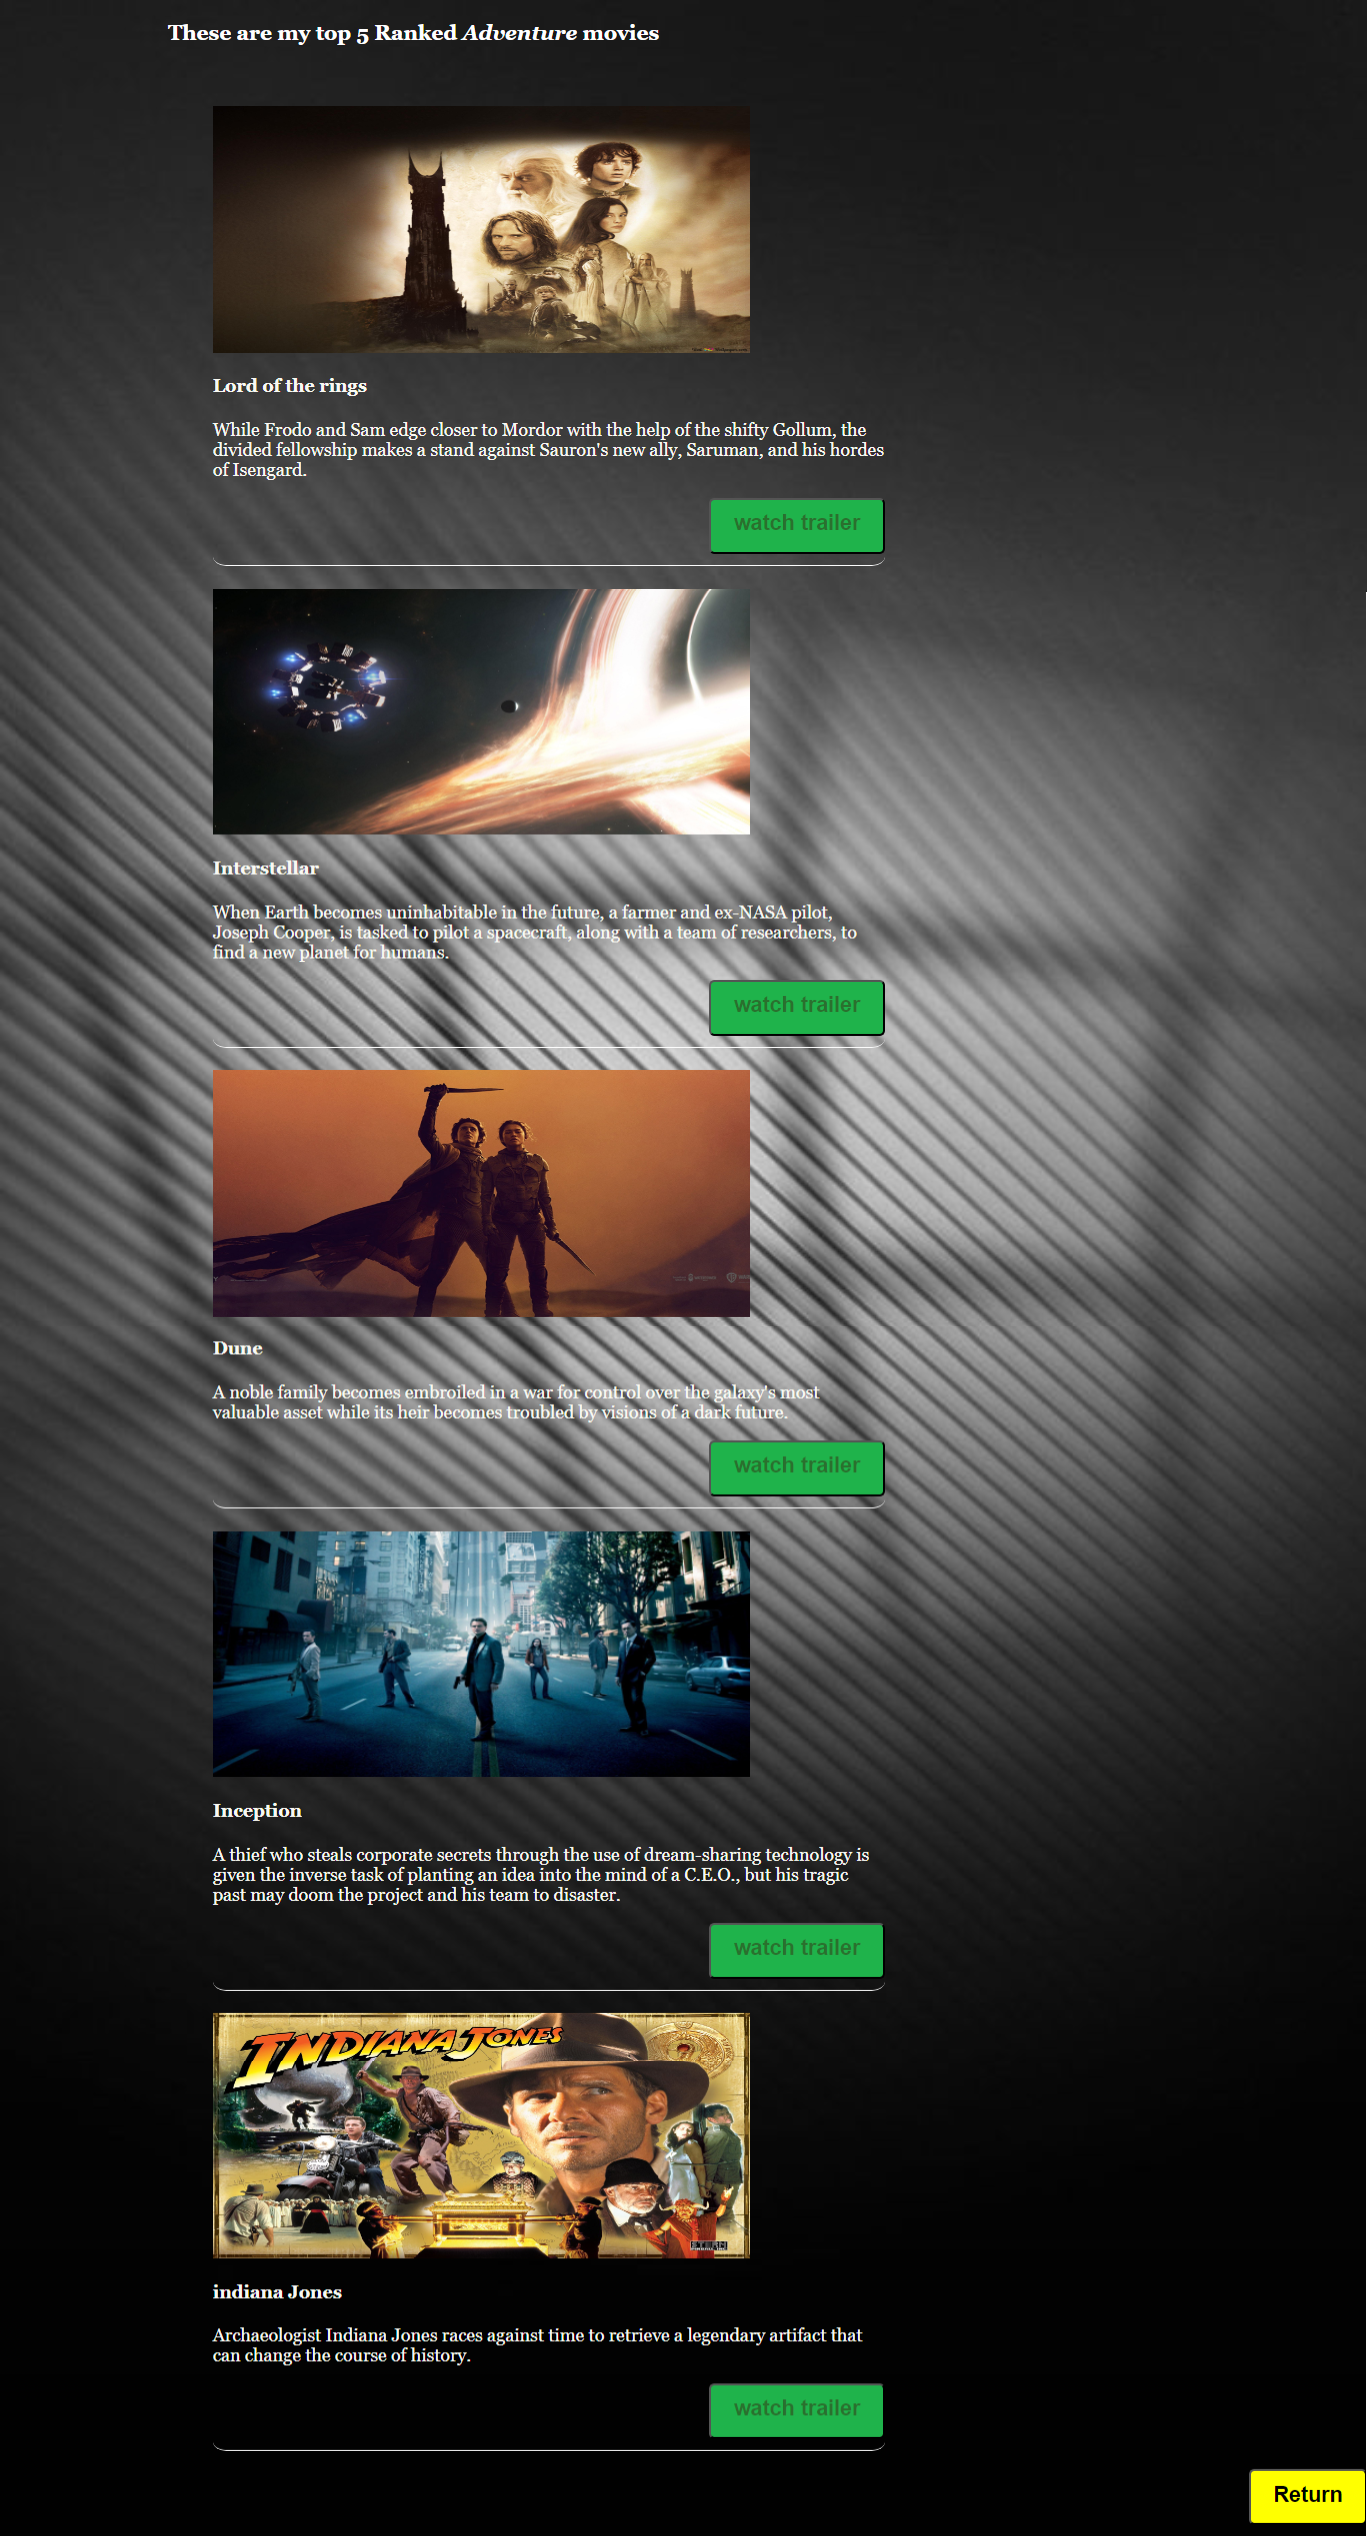 These are my top 5 Ranked Adventure movies
Lord of the rings
While Frodo and Sam edge closer to Mordor with the help of the shifty Gollum, the
divided fellowship makes a stand against Sauron's new ally, Saruman, and his hordes
of Isengard.
watch trailer
Interstellar
When Earth becomes uninhabitable in the future, a farmer and ex-NASA pilot,
Joseph Cooper, is tasked to pilot a spacecraft, along with a team of researchers, to
find a new planet for humans.
watch trailer
Dune
A noble family becomes embroiled in a war for control over the galaxy's most
valuable asset while its heir becomes troubled by visions of a dark future.
watch trailer
Inception
A thief who steals corporate secrets through the use of dream-sharing technology is
given the inverse task of planting an idea into the mind of a C.E.O., but his tragic
past may doom the project and his team to disaster.
watch trailer
INDIANA JONES
indiana Jones
Archaeologist Indiana Jones races against time to retrieve a legendary artifact that
can change the course of history.
watch trailer
Return